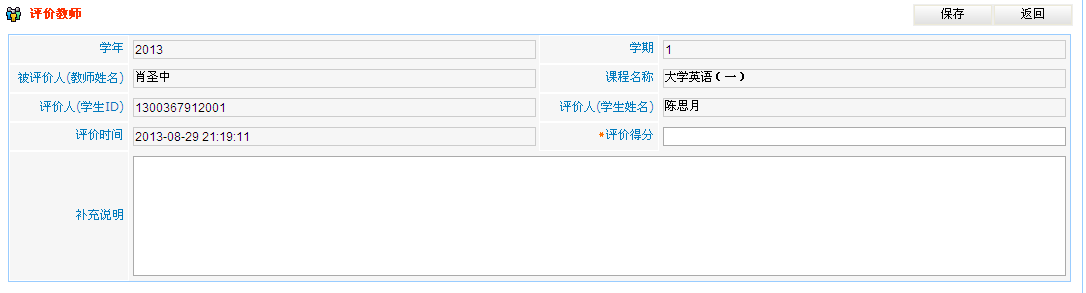 评价教师 保存 返回
学年 2013 学期 1
被评价人(教师姓名) 肖圣中 课程名称 大学英语（一）
评价人(学生ID) 1300367912001 评价人(学生姓名) 陈思月
评价时间 2013-08-29 21:19:11 *评价得分
补充说明